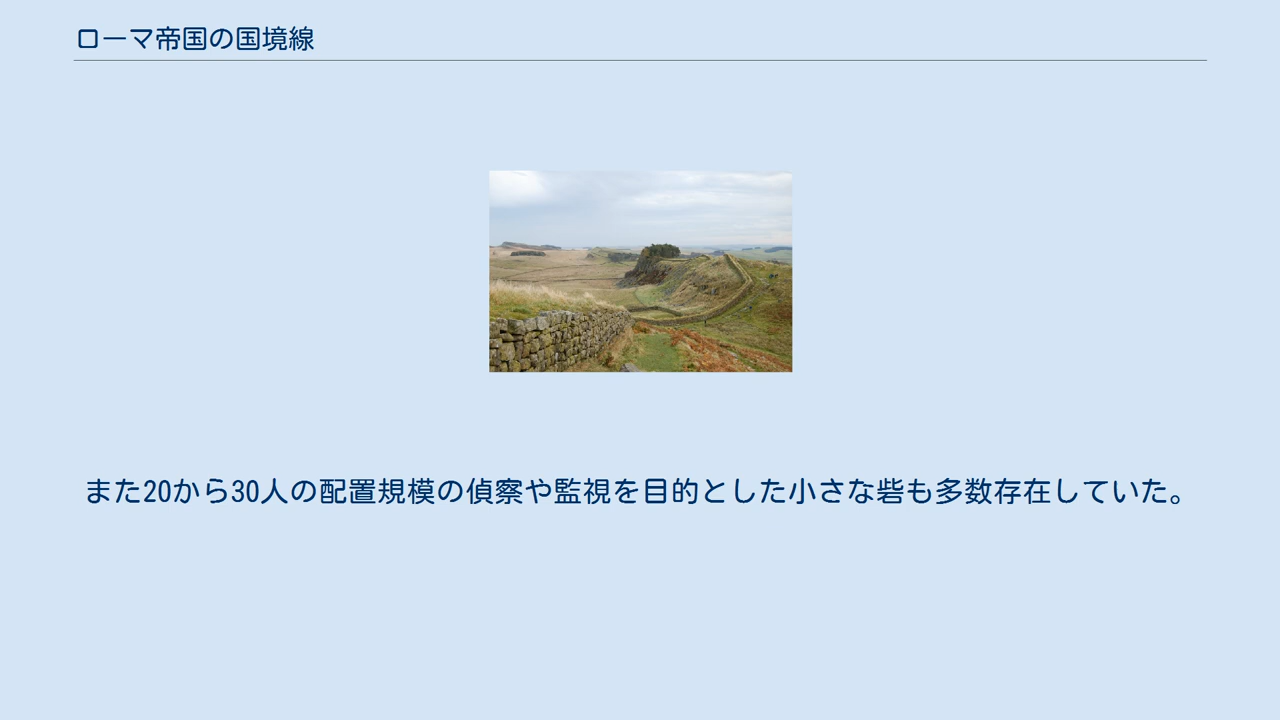 ローマ帝国の国境線
また20から30人の配置規模の偵察や監視を目的とした小さな砦も多数存在していた。